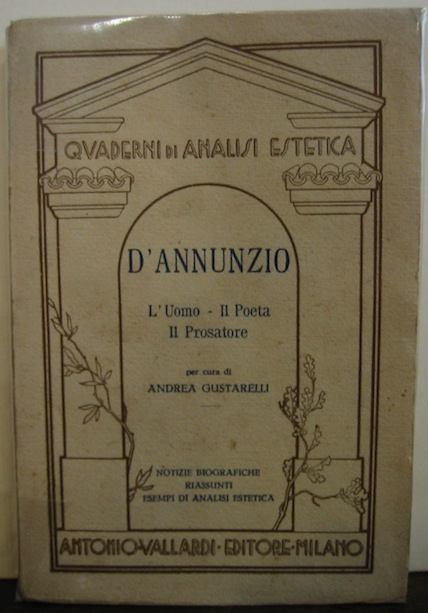 QVADERNI DI ANALISI ESTETICA
D'ANNUNZIO
L'Uomo - Il Poeta
Il Prosatore
per cura di
ANDREA GUSTARELLI
NOTIZIE BIOGRAFICHE
RIASSUNTI
ESEMPI DI ANALISI ESTETICA
ANTONIO·VALLARDI·EDITORE·MILANO